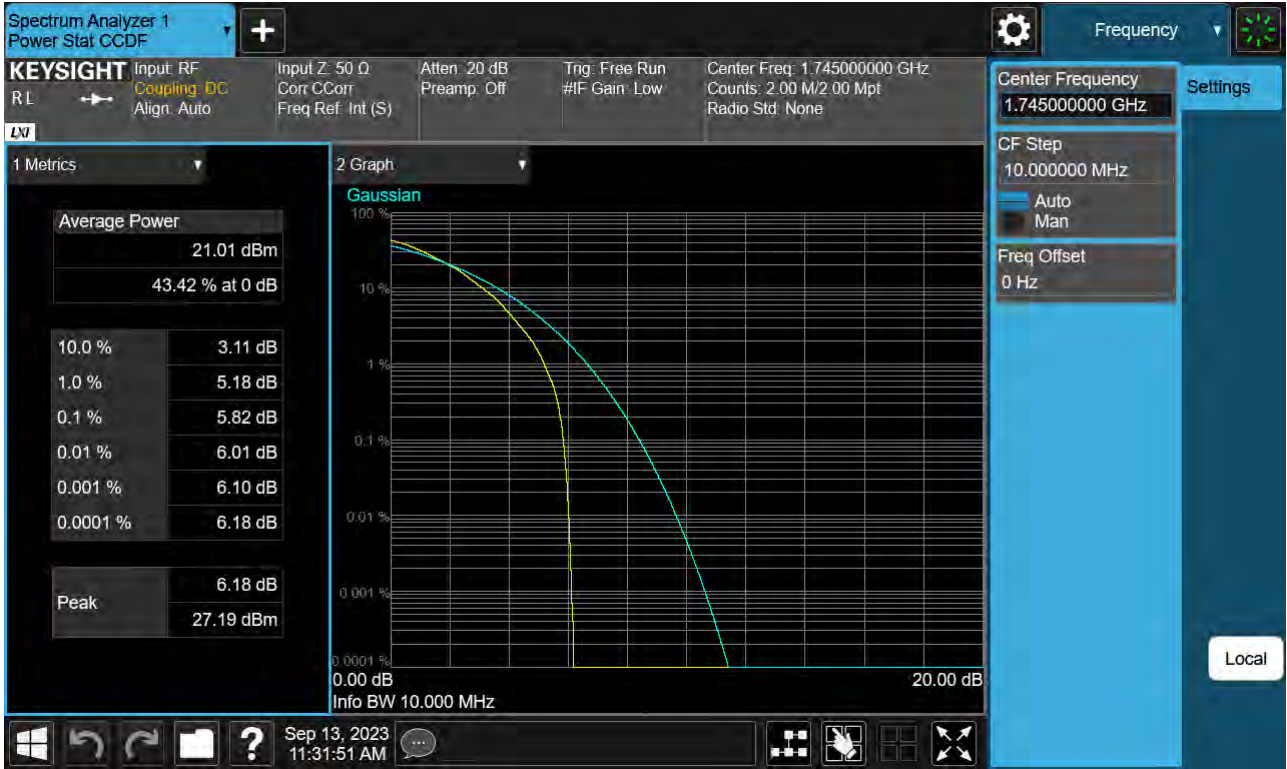 Spectrum Analyzer 1
Power Stat CCDF
Frequency
KEYSIGHT
R L
LXI
Input: RF
Coupling: DC
Align: Auto
Input Z: 50 Ω
Corr CCorr
Freq Ref: Int (S)
Atten: 20 dB
Preamp: Off
Trig: Free Run
#IF Gain: Low
Center Freq: 1.745000000 GHz
Counts: 2.00 M/2.00 Mpt
Radio Std: None
Center Frequency
1.745000000 GHz
Settings
CF Step
10.000000 MHz
Auto
Man
Freq Offset
0 Hz
Local
1 Metrics
Average Power
21.01 dBm
43.42 % at 0 dB
10.0 % 3.11 dB
1.0 % 5.18 dB
0.1 % 5.82 dB
0.01 % 6.01 dB
0.001 % 6.10 dB
0.0001 % 6.18 dB
Peak
6.18 dB
27.19 dBm
2 Graph
Gaussian
100 %
10 %
1 %
0.1 %
0.01 %
0.001 %
0.0001 %
0.00 dB 20.00 dB
Info BW 10.000 MHz
?
Sep 13, 2023
11:31:51 AM